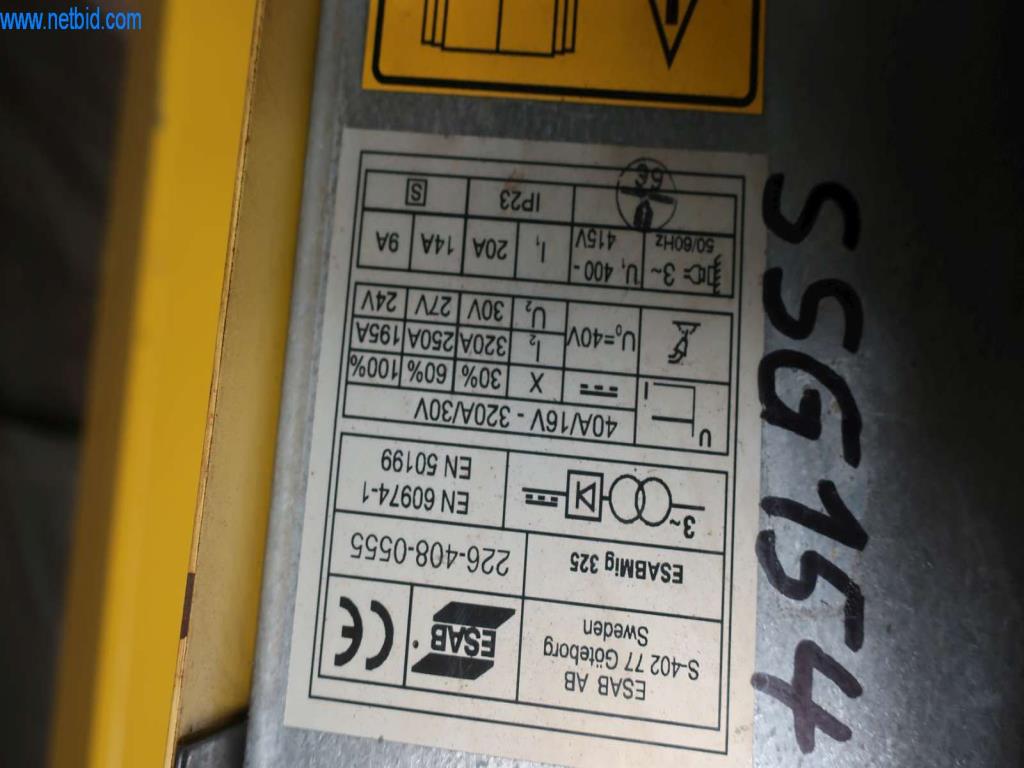 www.netbid.com
ESAB AB
S-402 77 Göteborg
Sweden
ESAB
CE
ESABMig 325
226-408-0555
3~
EN 60974-1
EN 50199
U
I
40A/16V - 320A/30V
X 30% 60% 100%
U₀=40V
I₂ 320A 250A 195A
U₂ 30V 27V 24V
3~ 50/60Hz
U₁ 400-415V
I₁ 20A 14A 9A
IP23
S
SSG154